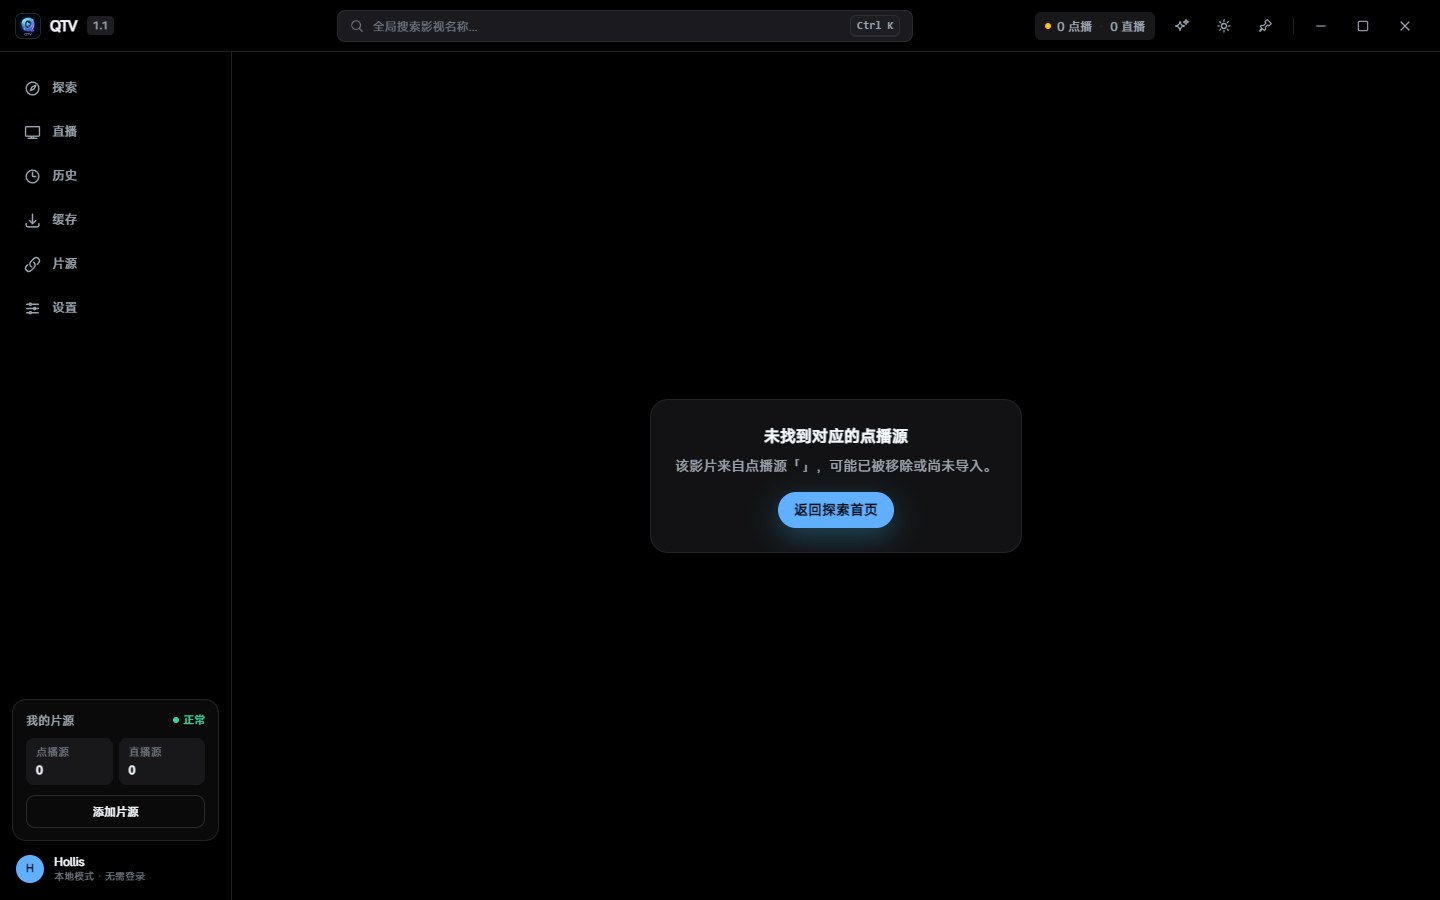 QTV 1.1
全局搜索影视名称... Ctrl K
0 点播 · 0 直播
探索
直播
历史
缓存
片源
设置
未找到对应的点播源
该影片来自点播源「」，可能已被移除或尚未导入。
返回探索首页
我的片源 正常
点播源 直播源
0 0
添加片源
H Hollis
本地模式 · 无需登录